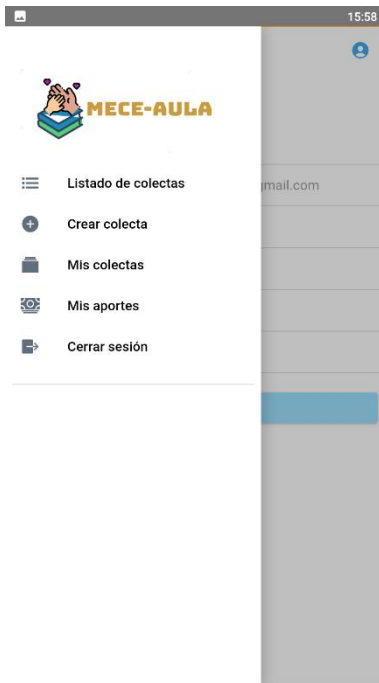 15:58
MECE-AULA
Listado de colectas
gmail.com
Crear colecta
Mis colectas
Mis aportes
Cerrar sesión